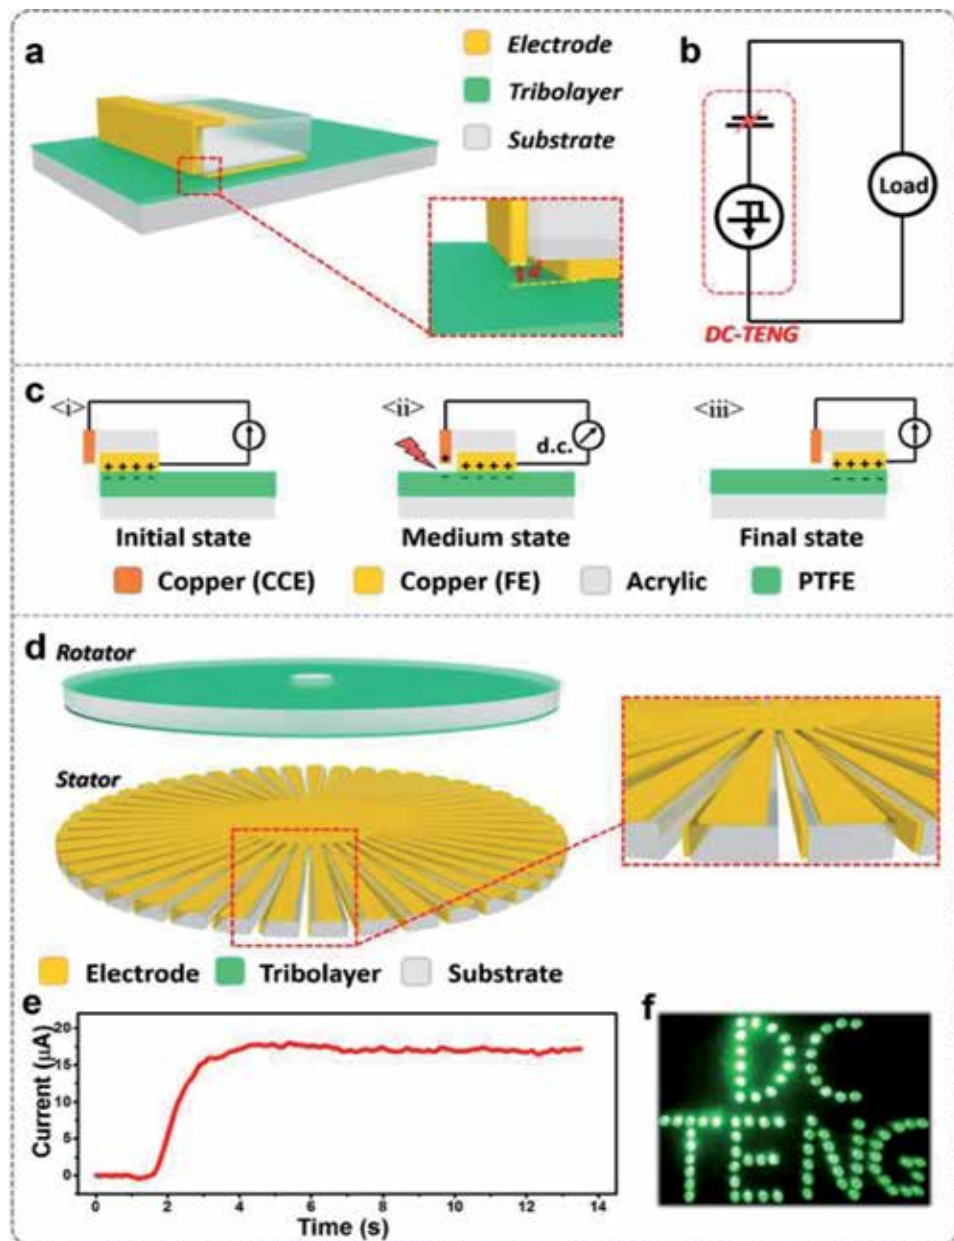 a
Electrode
Tribolayer
Substrate
b
Load
DC-TENG
d
c
<i>
<ii>
<iii>
d.c.
+ + + +
- - - -
+
-
+ + + +
- - - -
+ + + +
- - - -
Initial state
Medium state
Final state
Copper (CCE)
Copper (FE)
Acrylic
PTFE
d
Rotator
Stator
Electrode
Tribolayer
Substrate
e
20
15
10
5
0
Current (μA)
0 2 4 6 8 10 12 14
Time (s)
f
DC
TENG